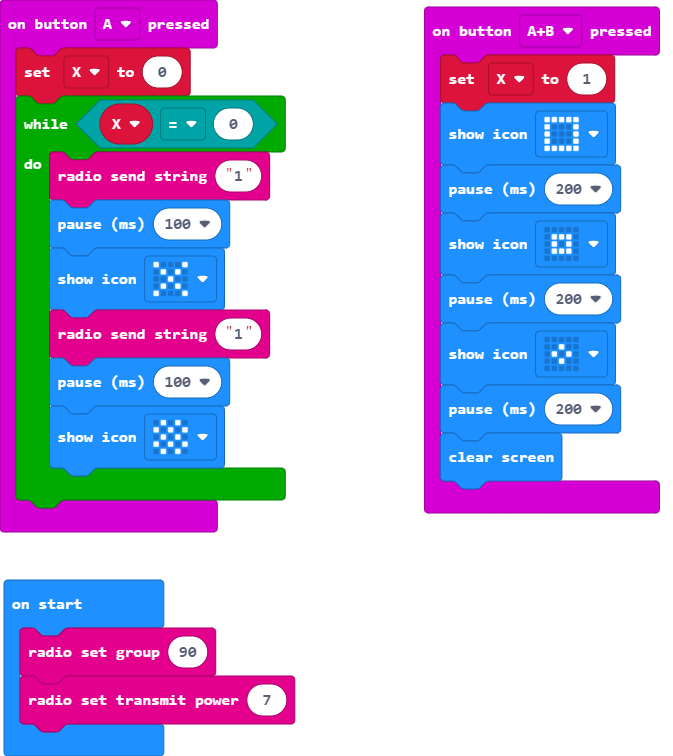 on button A pressed
set X to 0
while X = 0
do
radio send string "1"
pause (ms) 100
show icon
radio send string "1"
pause (ms) 100
show icon
on button A+B pressed
set X to 1
show icon
pause (ms) 200
show icon
pause (ms) 200
show icon
pause (ms) 200
clear screen
on start
radio set group 90
radio set transmit power 7